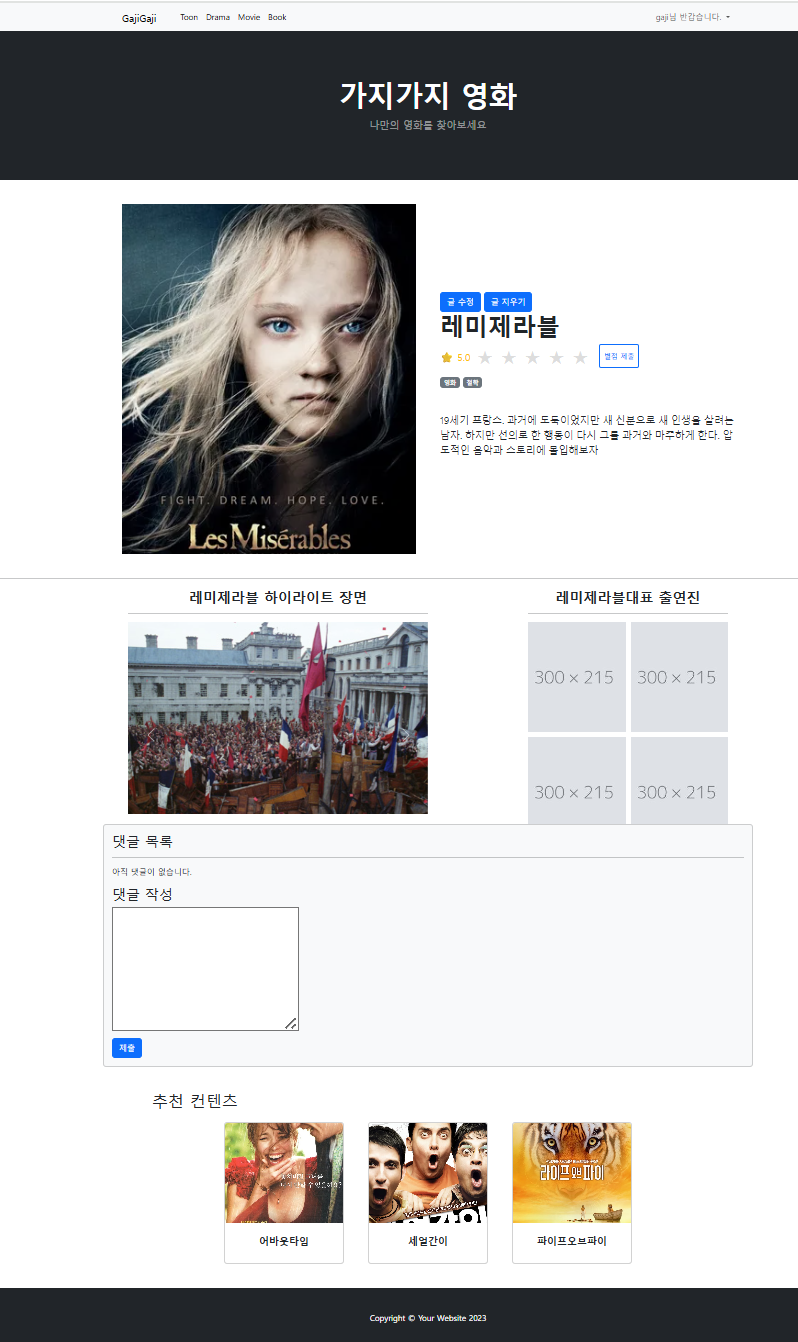 GajiGaji Toon Drama Movie Book gaji님 반갑습니다.
가지가지 영화
나만의 영화를 찾아보세요
글 수정 글 지우기
레미제라블
5.0 별점 제출
영화
19세기 프랑스. 과거에 도둑이었지만 새 신분으로 새 인생을 살려는
남자. 하지만 선의로 한 행동이 다시 그를 과거와 마주하게 한다. 압
도적인 음악과 스토리에 몰입해보자
FIGHT. DREAM. HOPE. LOVE.
Les Misérables
레미제라블 하이라이트 장면
레미제라블대표 출연진
300 × 215 300 × 215
300 × 215 300 × 215
댓글 목록
아직 댓글이 없습니다.
댓글 작성
제출
추천 컨텐츠
라이프 오브 파이
어바웃타임
세얼간이
파이프오브파이
Copyright © Your Website 2023